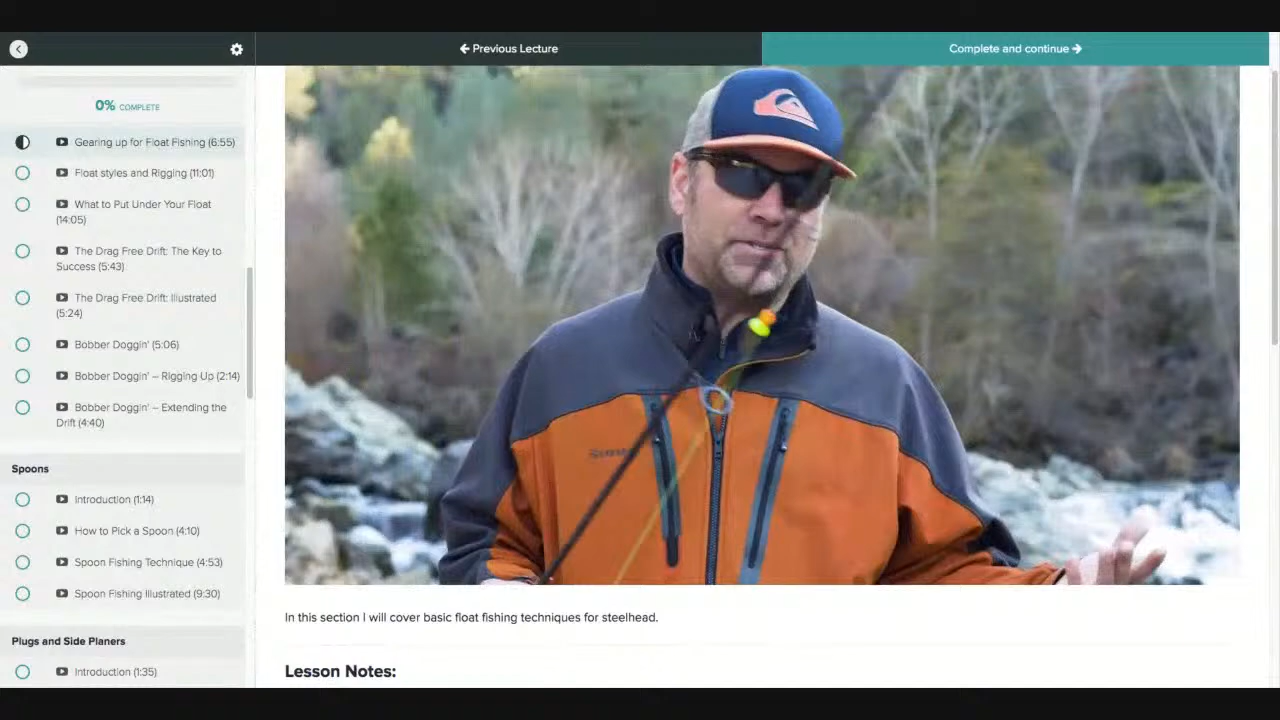 Previous Lecture
Complete and continue
0% COMPLETE
Gearing up for Float Fishing (6:55)
Float styles and Rigging (11:01)
What to Put Under Your Float
(14:05)
The Drag Free Drift: The Key to
Success (5:43)
The Drag Free Drift: Illustrated
(5:24)
Bobber Doggin' (5:06)
Bobber Doggin' – Rigging Up (2:14)
Bobber Doggin' – Extending the
Drift (4:40)
Spoons
Introduction (1:14)
How to Pick a Spoon (4:10)
Spoon Fishing Technique (4:53)
Spoon Fishing Illustrated (9:30)
Plugs and Side Planers
Introduction (1:35)
In this section I will cover basic float fishing techniques for steelhead.
Lesson Notes: